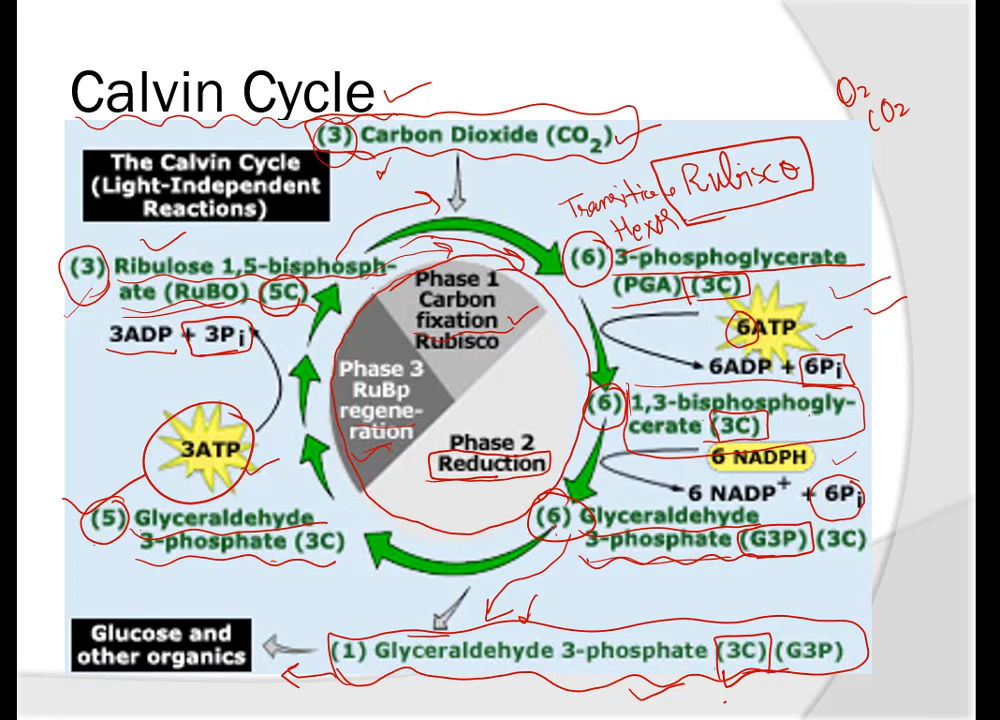 Calvin Cycle
O2
CO2
(3) Carbon Dioxide (CO2)
The Calvin Cycle
(Light-Independent
Reactions)
Rubisco
Hexos
(3) Ribulose 1,5-bisphosph-
ate (RuBO) (5C)
Phase 1
Carbon
fixation
Rubisco
(6) 3-phosphoglycerate
(PGA) (3C)
3ADP + 3Pi
6ATP
6ADP + 6Pi
Phase 3
RuBp
regene-
ration
(6) 1,3-bisphosphogly-
cerate (3C)
3ATP
Phase 2
Reduction
6 NADPH
6 NADP+ + 6Pi
(5) Glyceraldehyde
3-phosphate (3C)
(6) Glyceraldehyde
3-phosphate (G3P) (3C)
Glucose and
other organics
(1) Glyceraldehyde 3-phosphate (3C) (G3P)